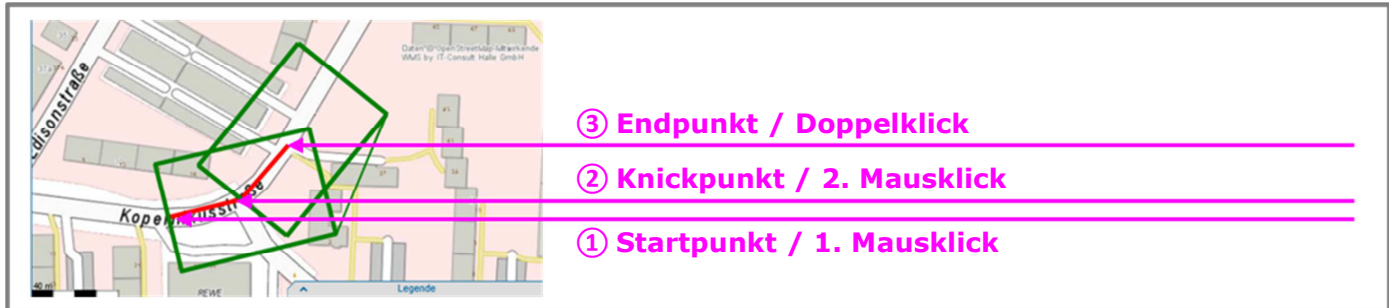 Daten © OpenStreetMap-Mitwirkende
WMS by IT-Consult Halle GmbH
Edisonstraße
③ Endpunkt / Doppelklick
② Knickpunkt / 2. Mausklick
Kopernikusstraße
① Startpunkt / 1. Mausklick
40 m
REWE
Legende